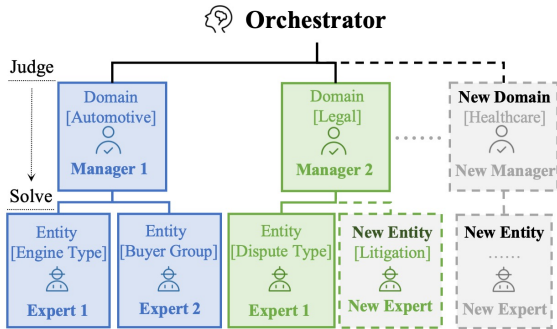 Orchestrator
Judge
Domain
[Automotive]
Manager 1
Domain
[Legal]
Manager 2
New Domain
[Healthcare]
New Manager
Solve
Entity
[Engine Type]
Expert 1
Entity
[Buyer Group]
Expert 2
Entity
[Dispute Type]
Expert 1
New Entity
[Litigation]
New Expert
New Entity
......
New Expert